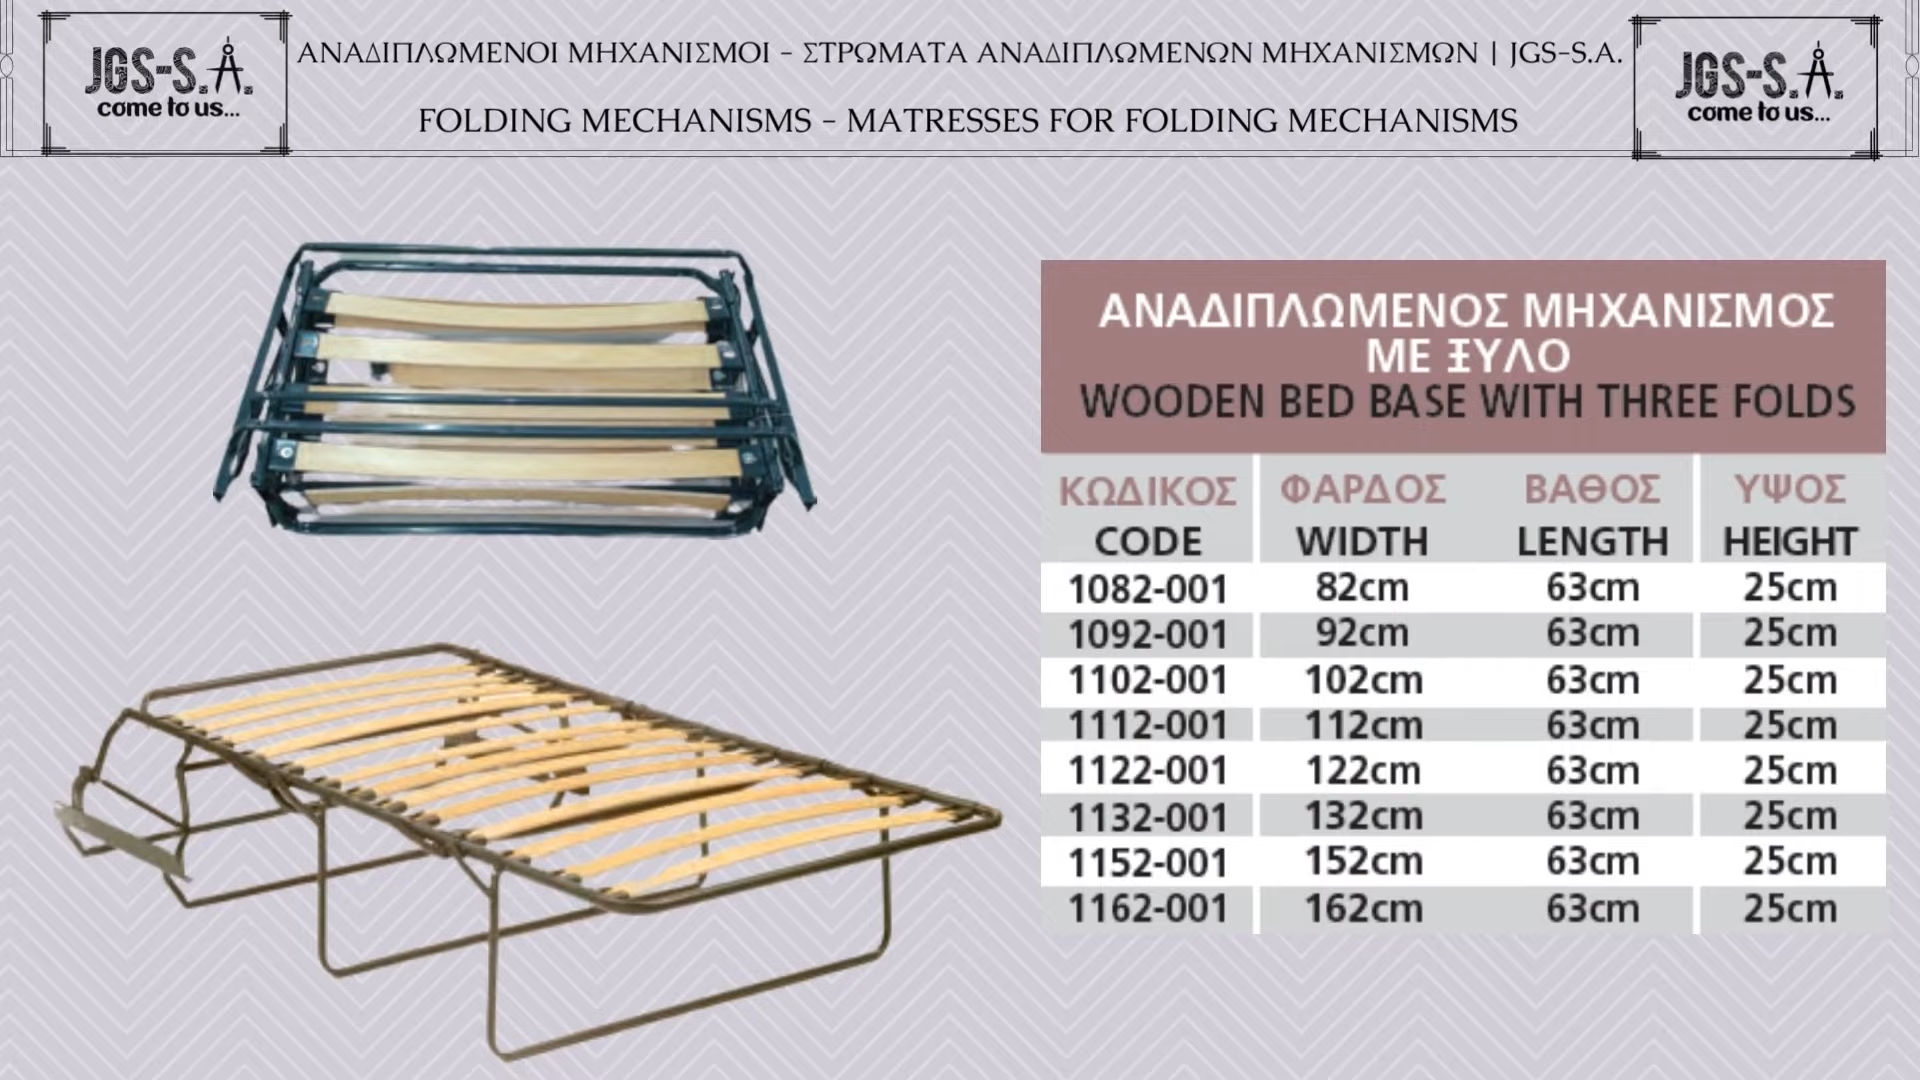 JGS-S.A.
come to us...
ΑΝΑΔΙΠΛΩΜΕΝΟΙ ΜΗΧΑΝΙΣΜΟΙ - ΣΤΡΩΜΑΤΑ ΑΝΑΔΙΠΛΩΜΕΝΩΝ ΜΗΧΑΝΙΣΜΩΝ | JGS-S.A.
FOLDING MECHANISMS - MATRESSES FOR FOLDING MECHANISMS
JGS-S.A.
come to us...
ΑΝΑΔΙΠΛΩΜΕΝΟΣ ΜΗΧΑΝΙΣΜΟΣ
ΜΕ ΞΥΛΟ
WOODEN BED BASE WITH THREE FOLDS
ΚΩΔΙΚΟΣ ΦΑΡΔΟΣ ΒΑΘΟΣ ΥΨΟΣ
CODE WIDTH LENGTH HEIGHT
1082-001 82cm 63cm 25cm
1092-001 92cm 63cm 25cm
1102-001 102cm 63cm 25cm
1112-001 112cm 63cm 25cm
1122-001 122cm 63cm 25cm
1132-001 132cm 63cm 25cm
1152-001 152cm 63cm 25cm
1162-001 162cm 63cm 25cm